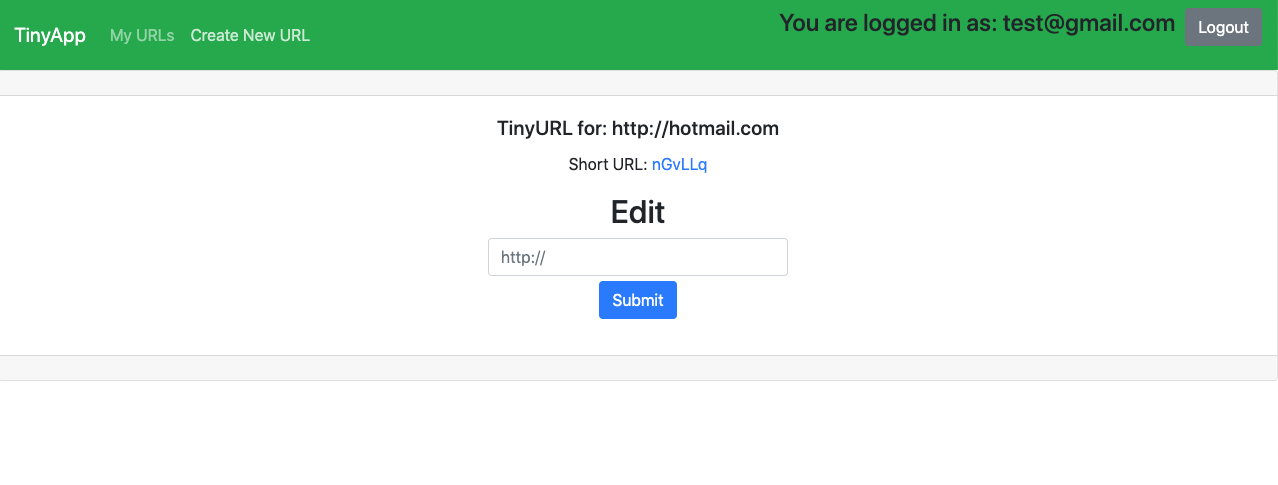 TinyApp My URLs Create New URL You are logged in as: test@gmail.com Logout
TinyURL for: http://hotmail.com
Short URL: nGvLLq
Edit
http://
Submit